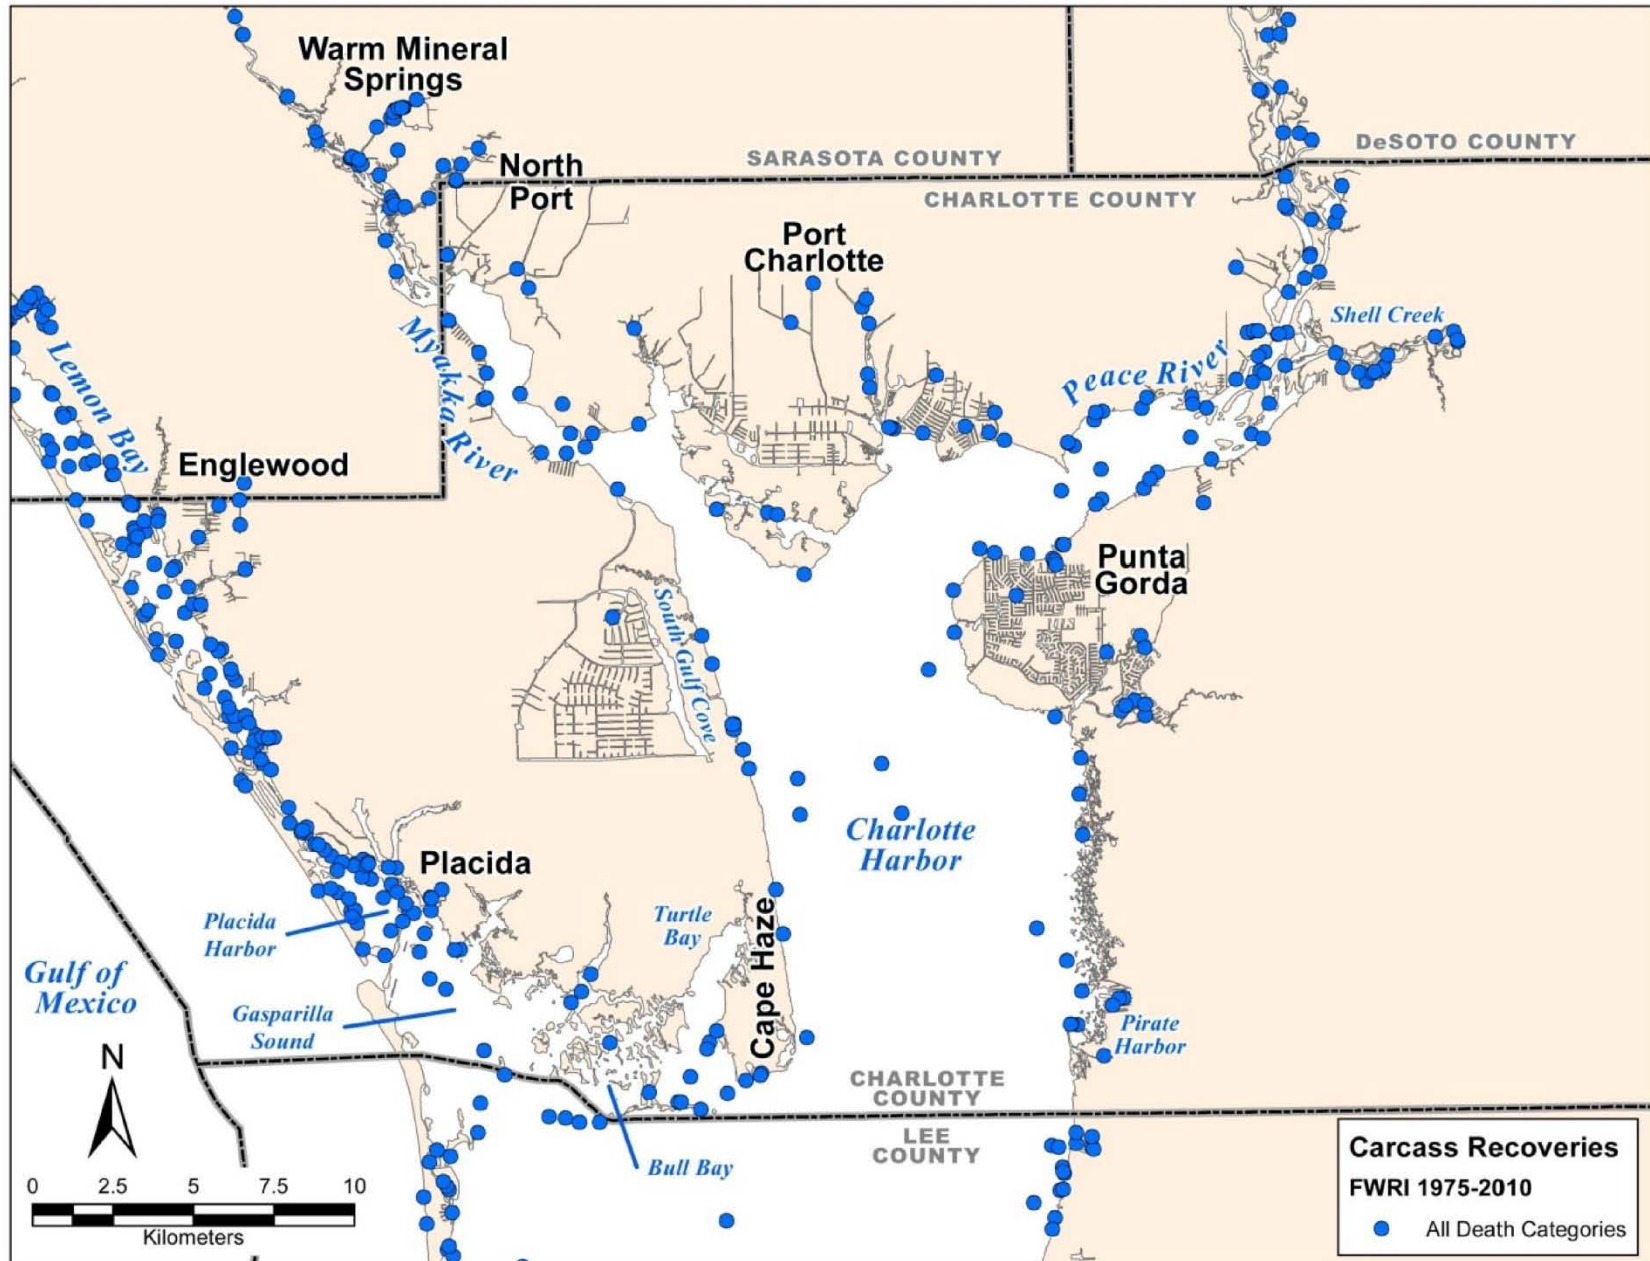 Warm Mineral
Springs
North
Port
SARASOTA COUNTY
DeSOTO COUNTY
CHARLOTTE COUNTY
Port
Charlotte
Shell Creek
Lemon Bay
Myakka River
Peace River
Englewood
Punta
Gorda
South Gulf Cove
Charlotte
Harbor
Placida
Placida
Harbor
Turtle
Bay
Cape Haze
Gulf of
Mexico
Gasparilla
Sound
Pirate
Harbor
N
CHARLOTTE
COUNTY
LEE
COUNTY
Bull Bay
0 2.5 5 7.5 10
Kilometers
Carcass Recoveries
FWRI 1975-2010
All Death Categories